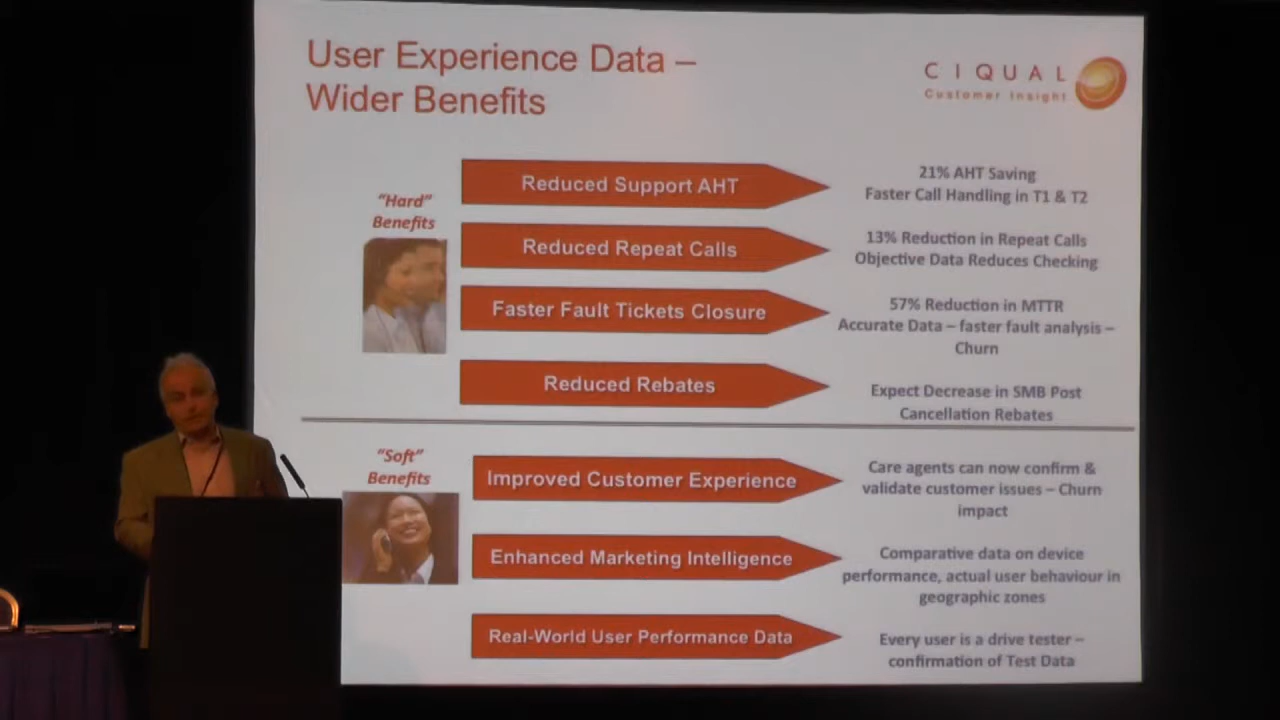 User Experience Data –
Wider Benefits
CIQUAL
Customer Insight
"Hard"
Benefits
Reduced Support AHT
21% AHT Saving
Faster Call Handling in T1 & T2
Reduced Repeat Calls
13% Reduction in Repeat Calls
Objective Data Reduces Checking
Faster Fault Tickets Closure
57% Reduction in MTTR
Accurate Data – faster fault analysis –
Churn
Reduced Rebates
Expect Decrease in SMB Post
Cancellation Rebates
"Soft"
Benefits
Improved Customer Experience
Care agents can now confirm &
validate customer issues – Churn
impact
Enhanced Marketing Intelligence
Comparative data on device
performance, actual user behaviour in
geographic zones
Real-World User Performance Data
Every user is a drive tester –
confirmation of Test Data